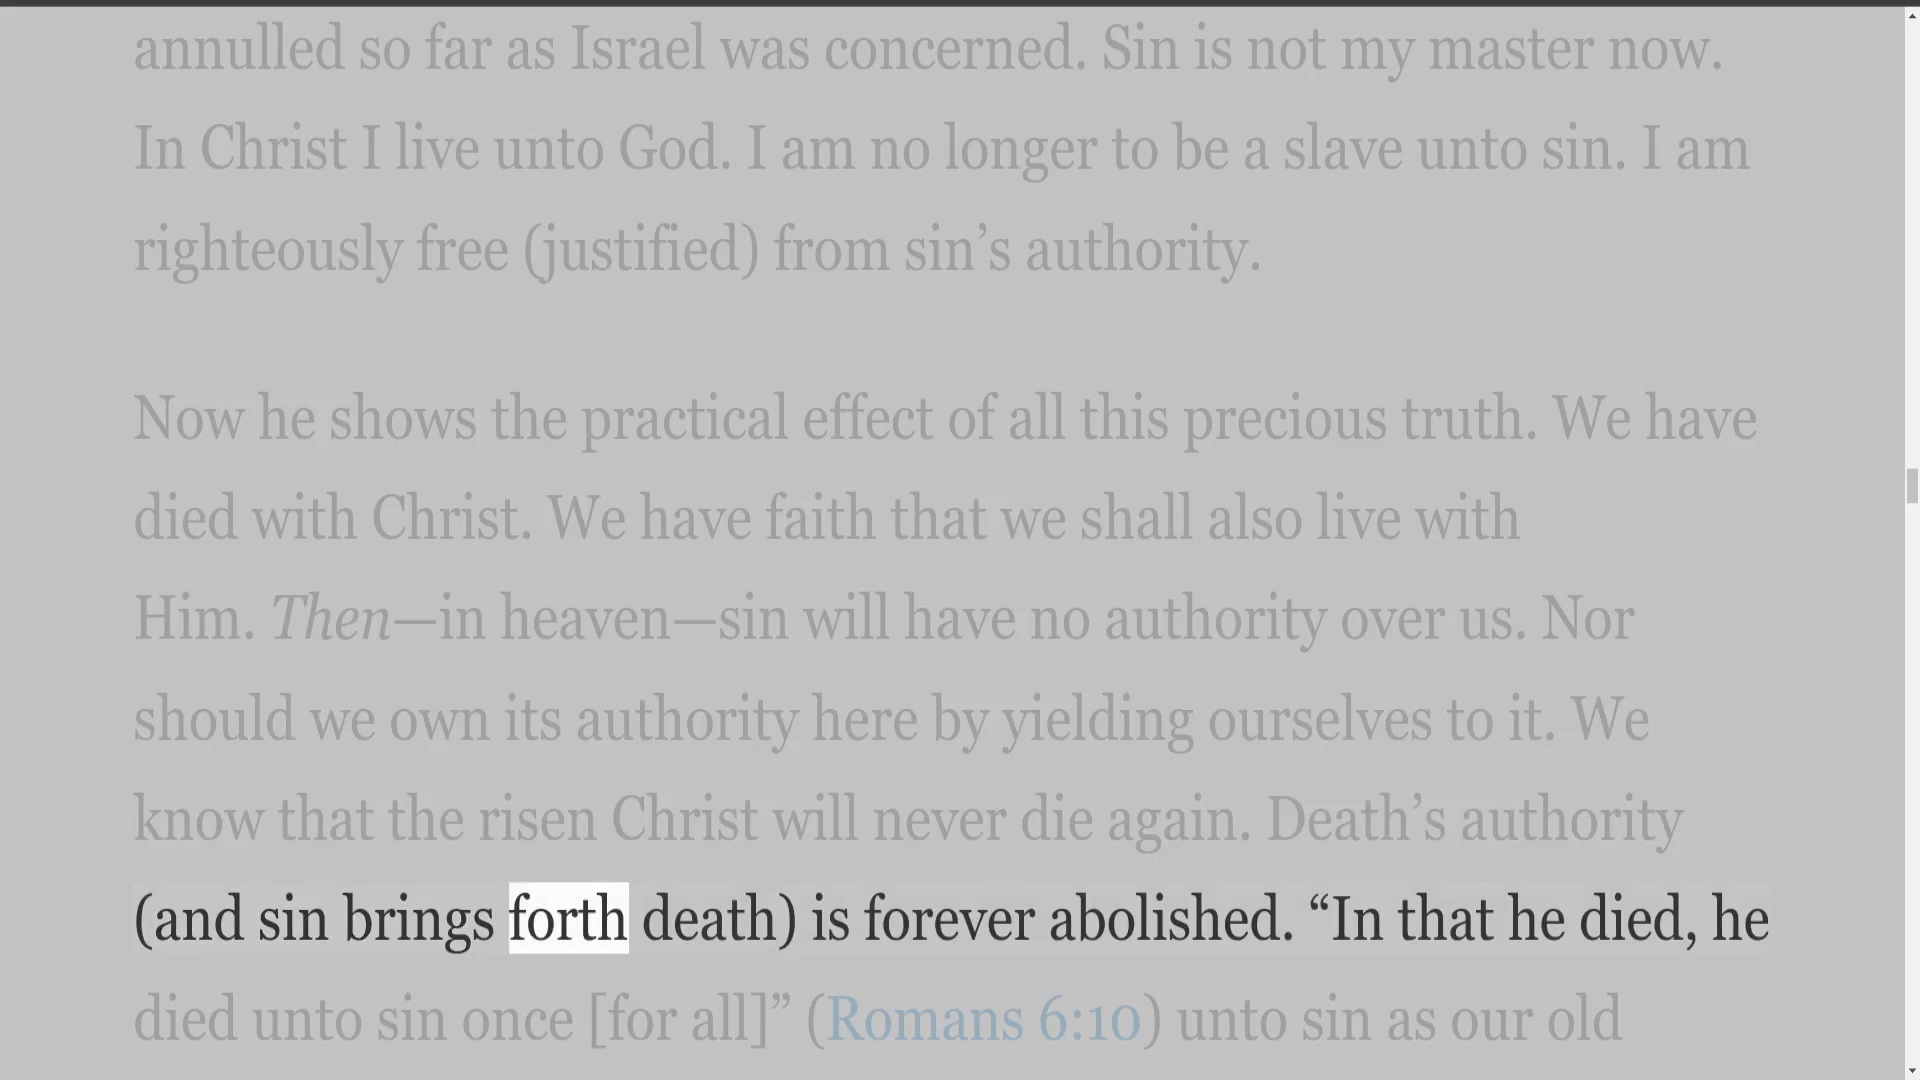 annulled so far as Israel was concerned. Sin is not my master now.
In Christ I live unto God. I am no longer to be a slave unto sin. I am
righteously free (justified) from sin’s authority.
Now he shows the practical effect of all this precious truth. We have
died with Christ. We have faith that we shall also live with
Him. Then—in heaven—sin will have no authority over us. Nor
should we own its authority here by yielding ourselves to it. We
know that the risen Christ will never die again. Death’s authority
(and sin brings forth death) is forever abolished. “In that he died, he
died unto sin once [for all]” (Romans 6:10) unto sin as our old